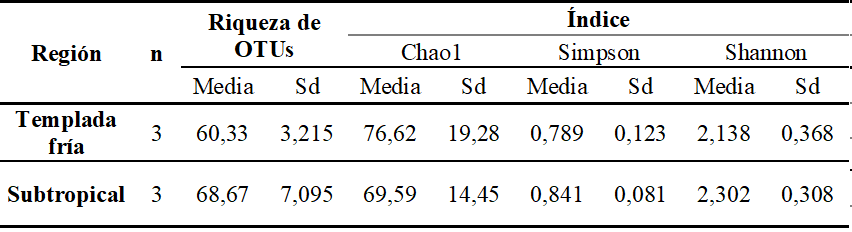 Región n Riqueza de OTUs Índice
Chao1 Simpson Shannon
Media Sd Media Sd Media Sd Media Sd
Templada fría 3 60,33 3,215 76,62 19,28 0,789 0,123 2,138 0,368
Subtropical 3 68,67 7,095 69,59 14,45 0,841 0,081 2,302 0,308